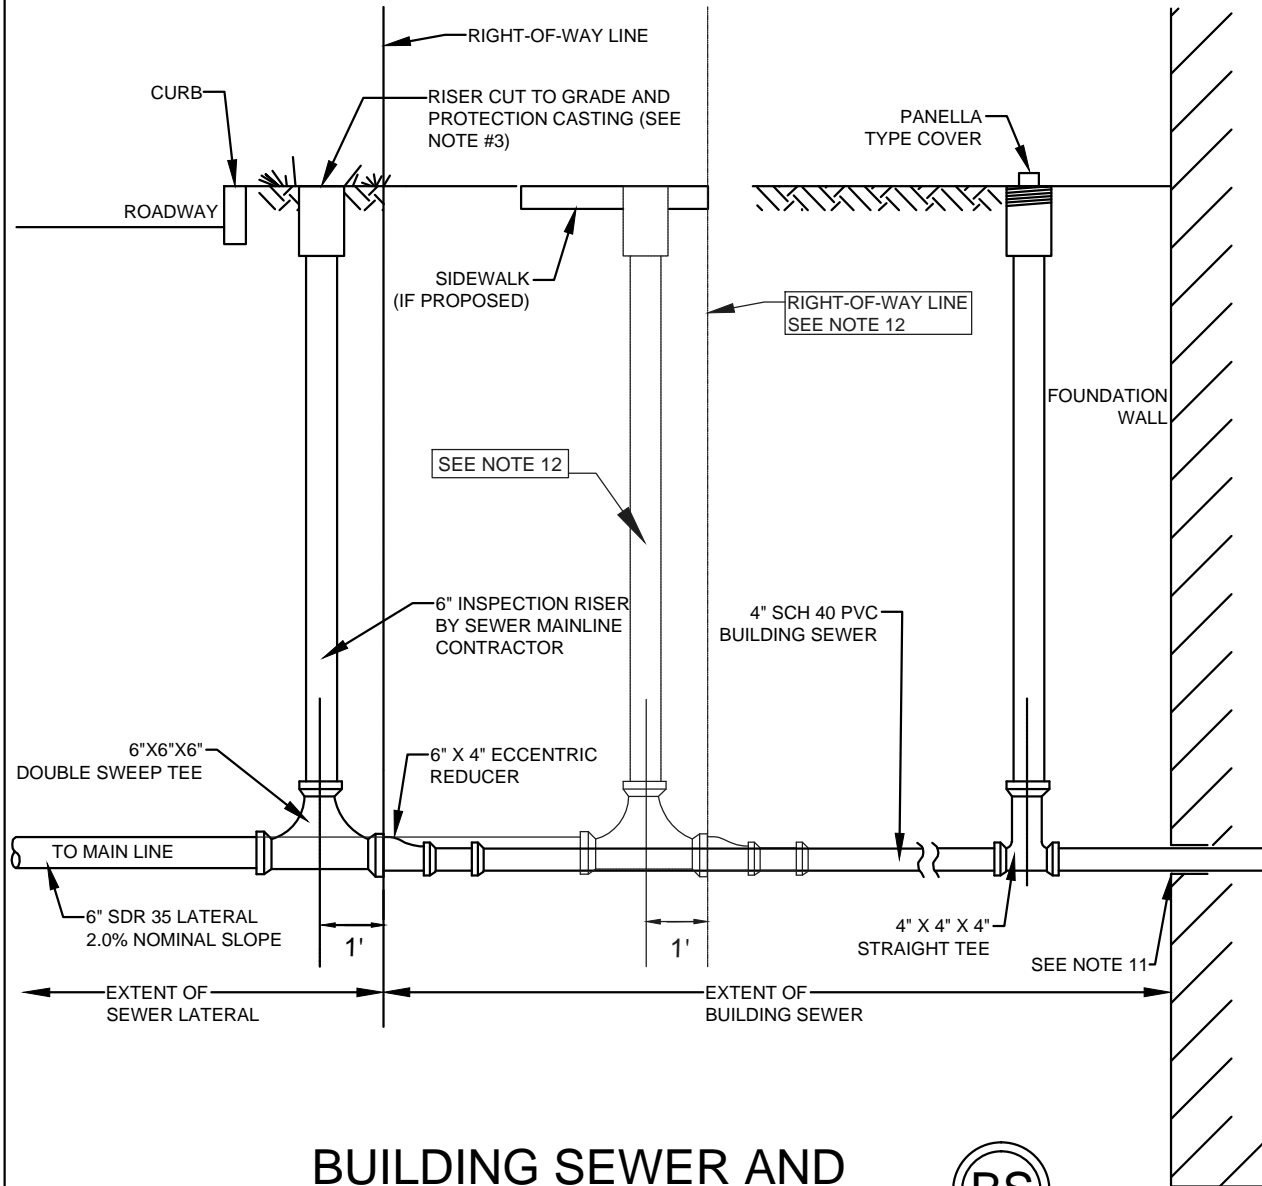 RIGHT-OF-WAY LINE
CURB
RISER CUT TO GRADE AND
PROTECTION CASTING (SEE
NOTE #3)
PANELLA
TYPE COVER
ROADWAY
SIDEWALK
(IF PROPOSED)
RIGHT-OF-WAY LINE
SEE NOTE 12
FOUNDATION
WALL
SEE NOTE 12
6" INSPECTION RISER
BY SEWER MAINLINE
CONTRACTOR
4" SCH 40 PVC
BUILDING SEWER
6"X6"X6"
DOUBLE SWEEP TEE
6" X 4" ECCENTRIC
REDUCER
TO MAIN LINE
6" SDR 35 LATERAL
2.0% NOMINAL SLOPE
1'
1'
4" X 4" X 4"
STRAIGHT TEE
SEE NOTE 11
EXTENT OF
SEWER LATERAL
EXTENT OF
BUILDING SEWER
BUILDING SEWER AND
BS